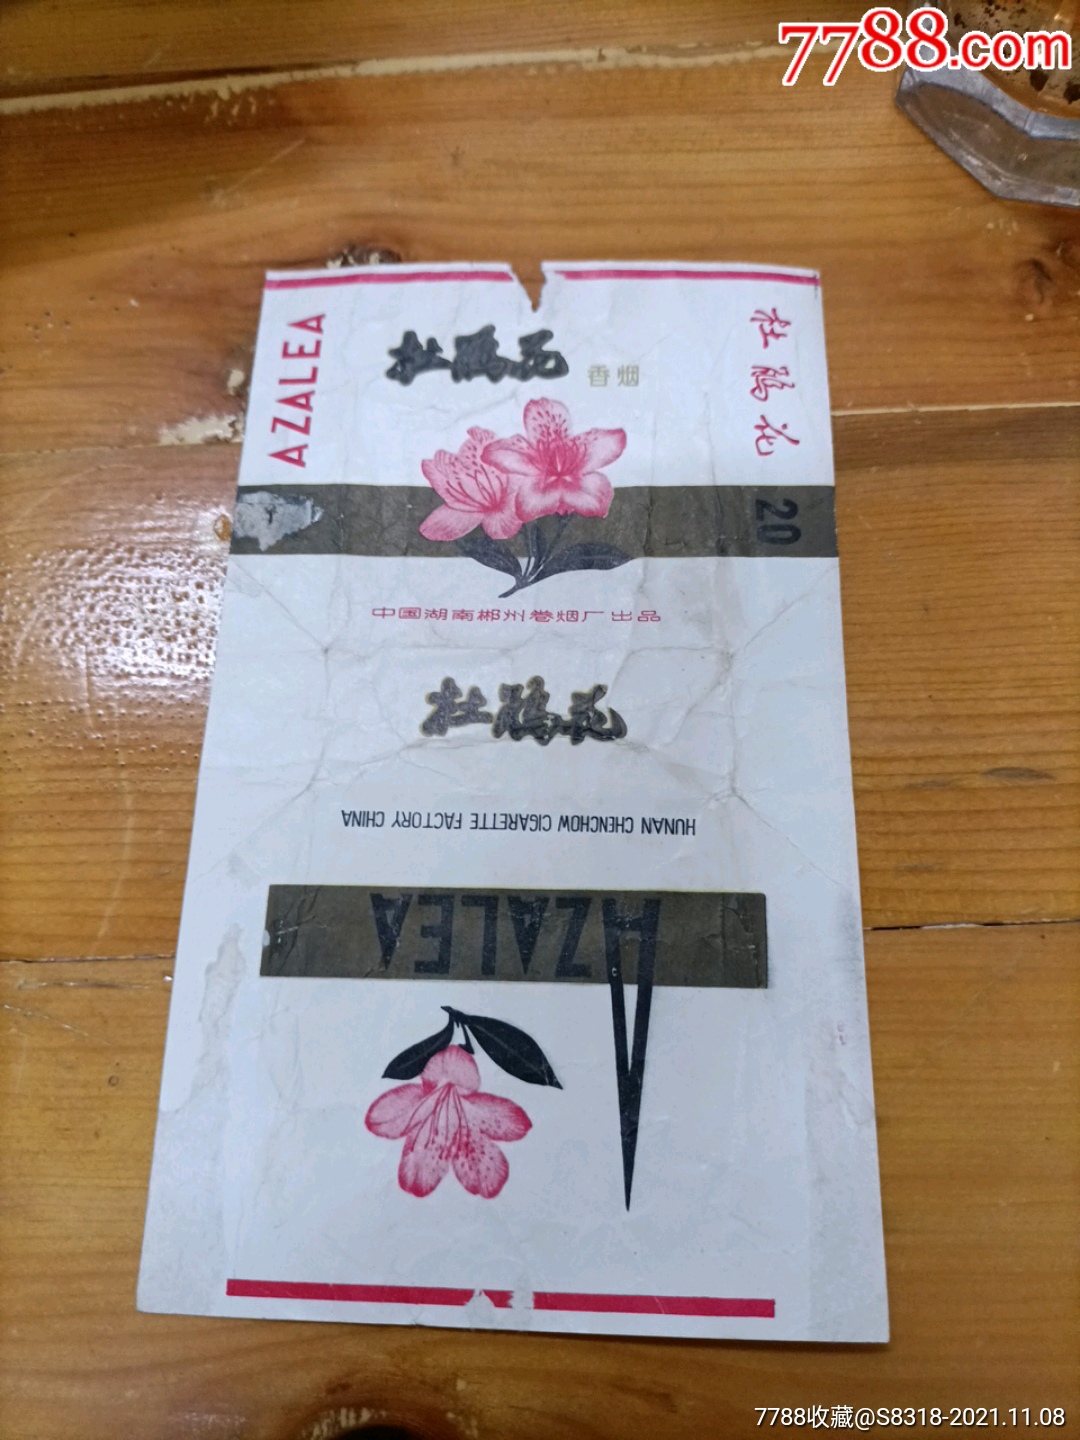 7788.com
AZALEA
杜鹃花
香烟
杜鹃花
20
中国湖南郴州卷烟厂出品
杜鹃花
HUNAN CHENCHOW CIGARETTE FACTORY CHINA
AZALEA
7788收藏@S8318-2021.11.08